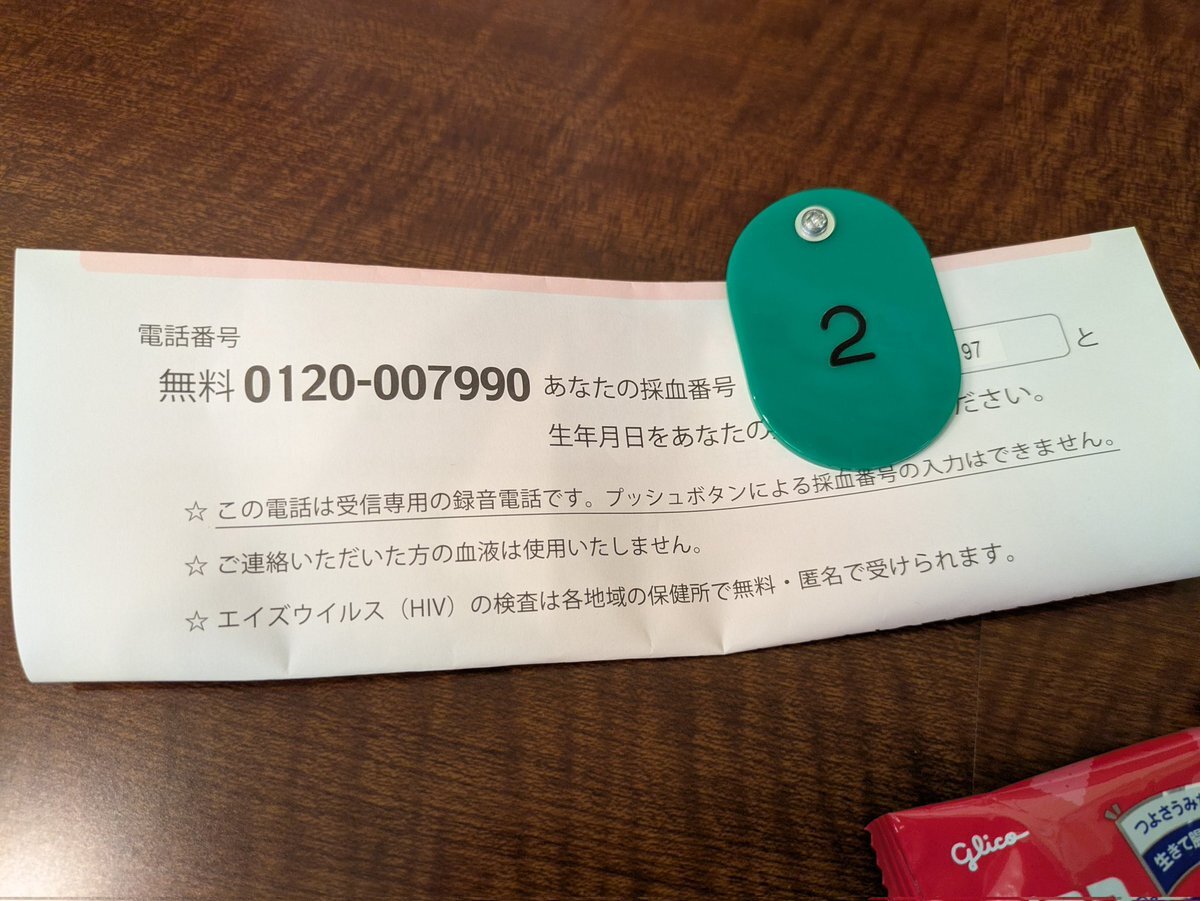 電話番号
無料 0120-007990 あなたの採血番号
97
と
生年月日をあなたの
ださい。
☆ この電話は受信専用の録音電話です。プッシュボタンによる採血番号の入力はできません。
☆ ご連絡いただいた方の血液は使用いたしません。
☆ エイズウイルス（HIV）の検査は各地域の保健所で無料・匿名で受けられます。
2
Glico
つよさうみ
生きて